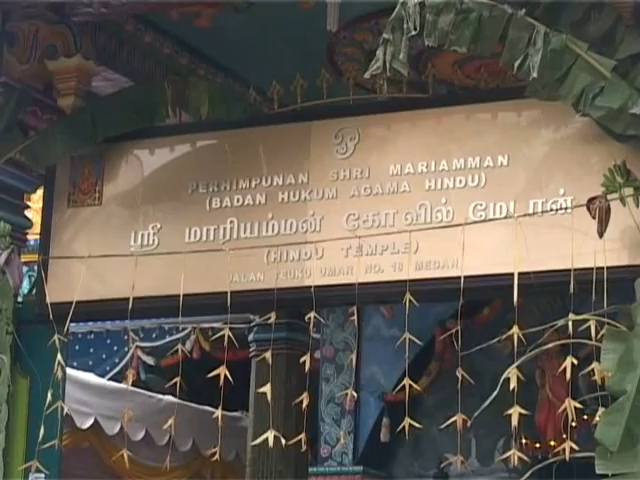 ௐ
PERHIMPUNAN SHRI MARIAMMAN
(BADAN HUKUM AGAMA HINDU)
ஸ்ரீ மாரியம்மன் கோவில் மேடான்
(HINDU TEMPLE)
JALAN TEUKU UMAR NO. 18 MEDAN